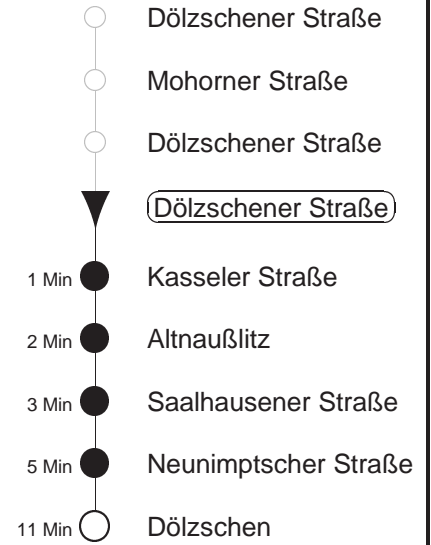 Dölzschener Straße
Mohorner Straße
Dölzschener Straße
Dölzschener Straße
1 Min Kasseler Straße
2 Min Altnaußlitz
3 Min Saalhausener Straße
5 Min Neunimptscher Straße
11 Min Dölzschen